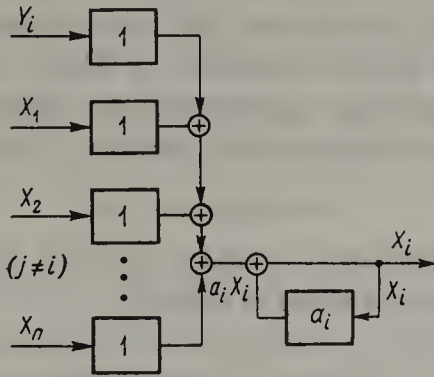 Y_i
1
X_1
1
X_2
1
(j≠i)
X_n
1
a_i X_i
X_i
X_i
a_i